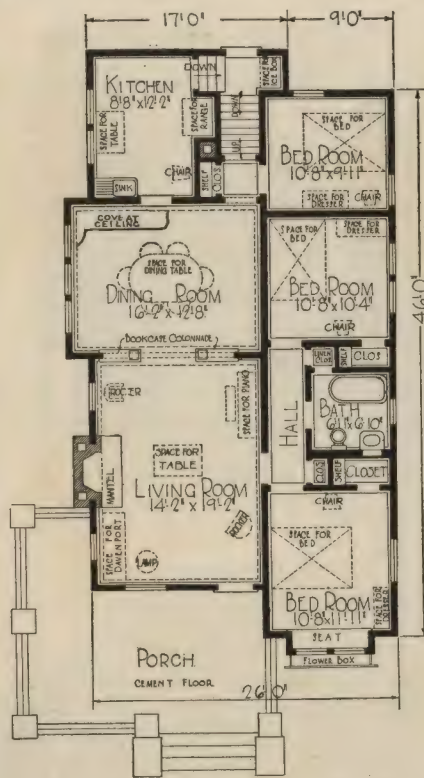 17'0"
9'0"
DOWN
SPACE FOR
ICE BOX
KITCHEN
8'8"X12'2"
SPACE FOR
TABLE
SPACE FOR
RANGE
DOWN
UP
CHAIR
SINK
SHELF
CLOS.
SPACE FOR
BED
BED ROOM
10'8"X9'11"
SPACE FOR
DRESSER
CHAIR
COVE AT
CEILING
SPACE FOR
DINING TABLE
DINING ROOM
16'2"X12'8"
BOOKCASE COLONNADE
SPACE FOR
BED
SPACE FOR
DRESSER
BED ROOM
10'8"X10'4"
CHAIR
46'0"
LINEN
CLOS
SHELF
CLOS
HALL
BATH
6'1"X6'10"
ROCER
SPACE FOR PIANO
SPACE FOR
TABLE
LIVING ROOM
14'2"X19'2"
MANTEL
SPACE FOR
DAVENPORT
LAMP
ROCKER
CLOS
SHELF
CLOSET
CHAIR
SPACE FOR
BED
BED ROOM
10'8"X11'11"
SPACE FOR
DRESSER
SEAT
FLOWER BOX
PORCH
CEMENT FLOOR
26'0"